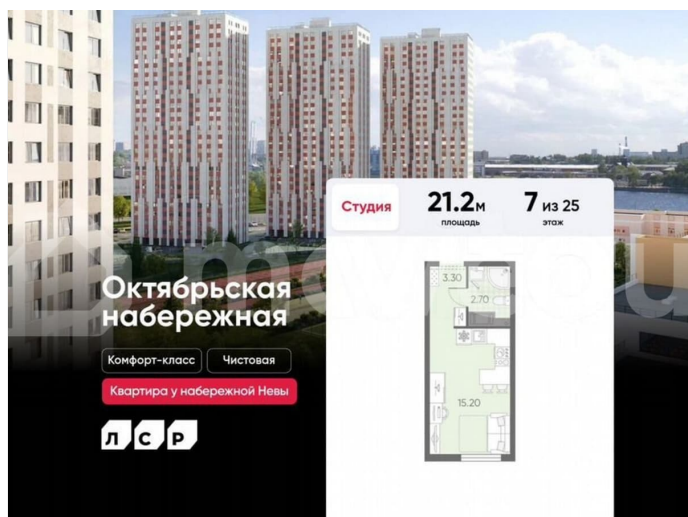 Студия
21.2м
площадь
7 из 25
этаж
3.30
2.70
15.20
Октябрьская
набережная
Комфорт-класс
Чистовая
Квартира у набережной Невы
ЛСР